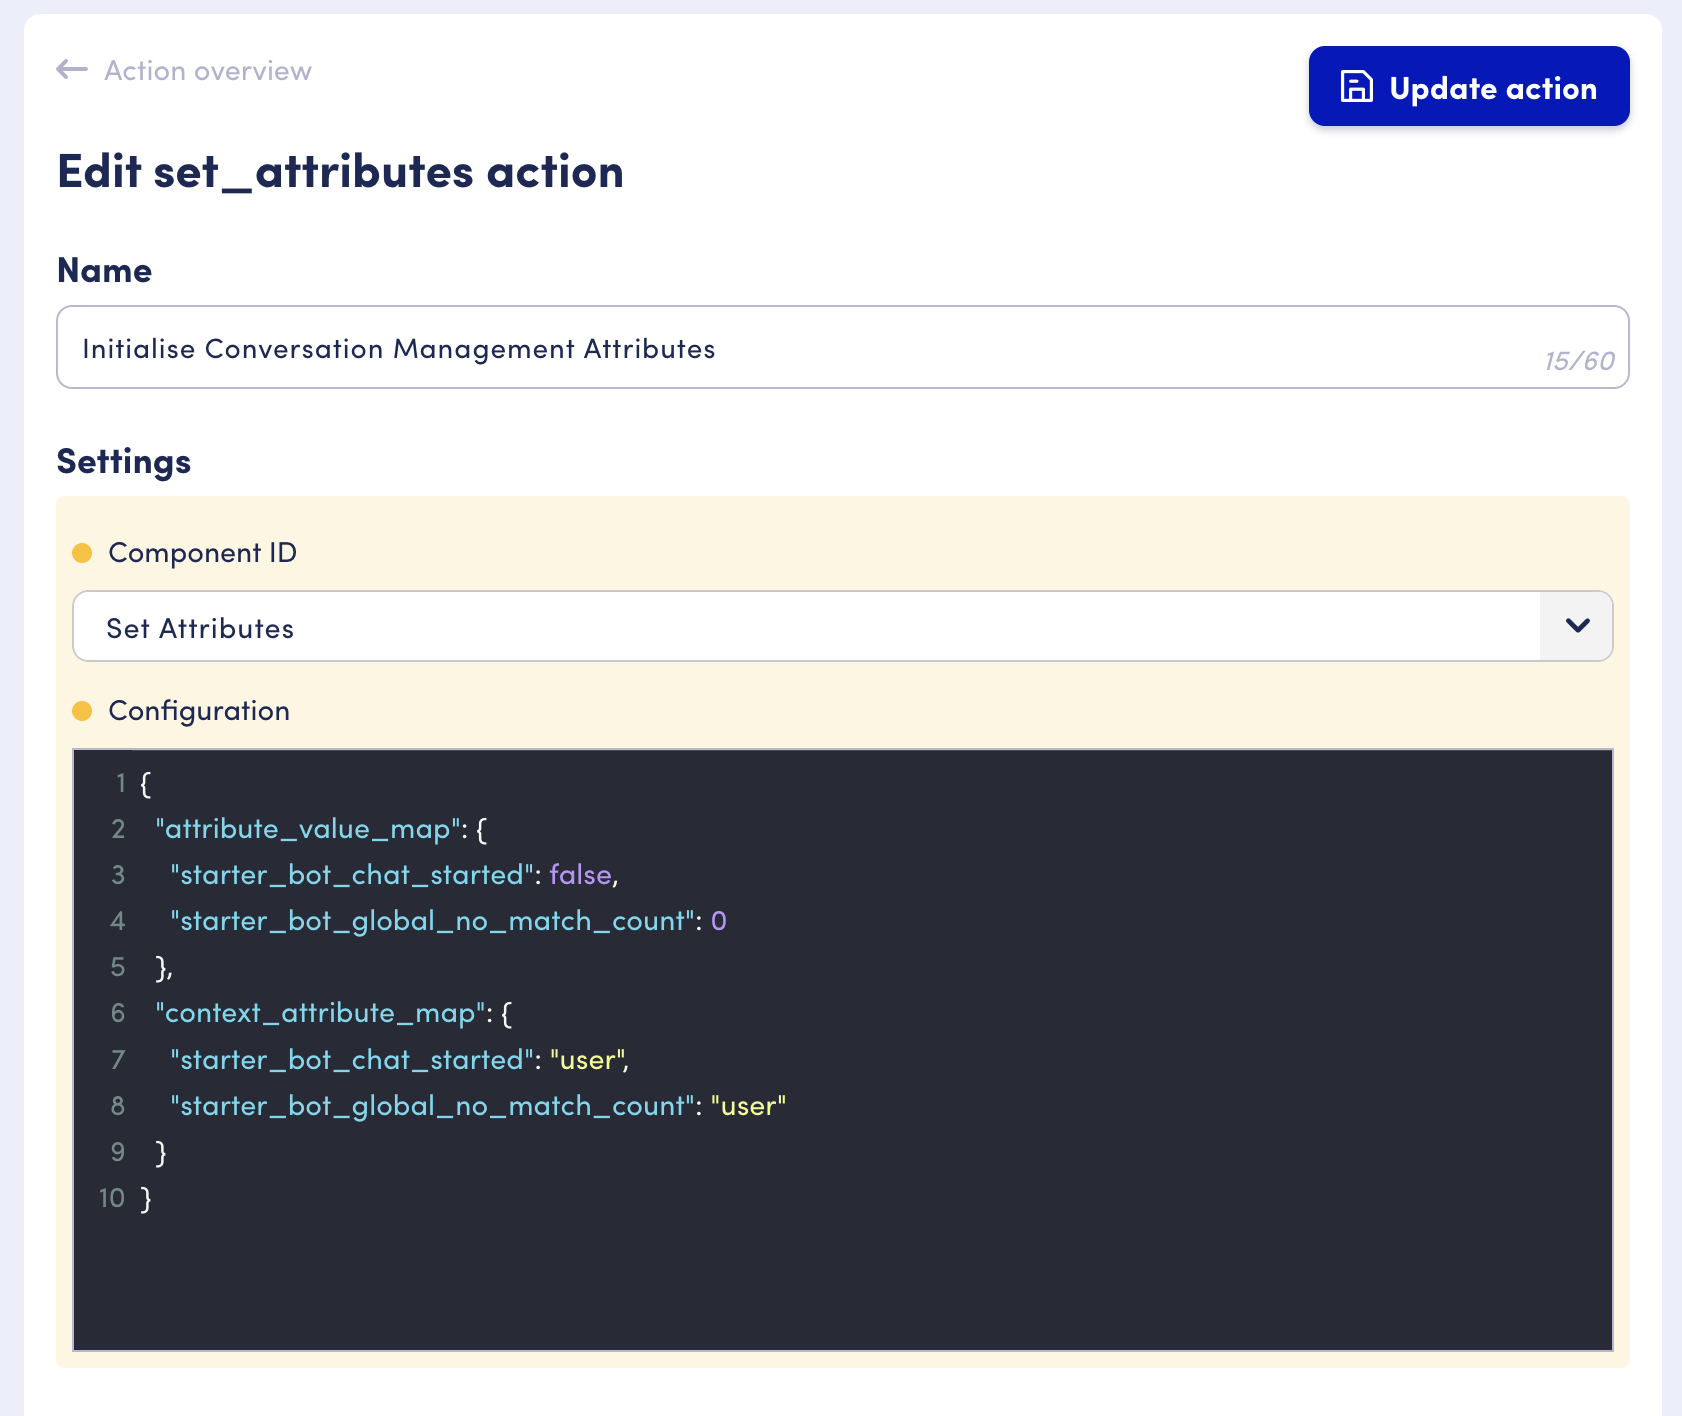 Action overview
Update action
Edit set_attributes action
Name
Initialise Conversation Management Attributes
15/60
Settings
Component ID
Set Attributes
Configuration
1 {
2 "attribute_value_map": {
3 "starter_bot_chat_started": false,
4 "starter_bot_global_no_match_count": 0
5 },
6 "context_attribute_map": {
7 "starter_bot_chat_started": "user",
8 "starter_bot_global_no_match_count": "user"
9 }
10 }